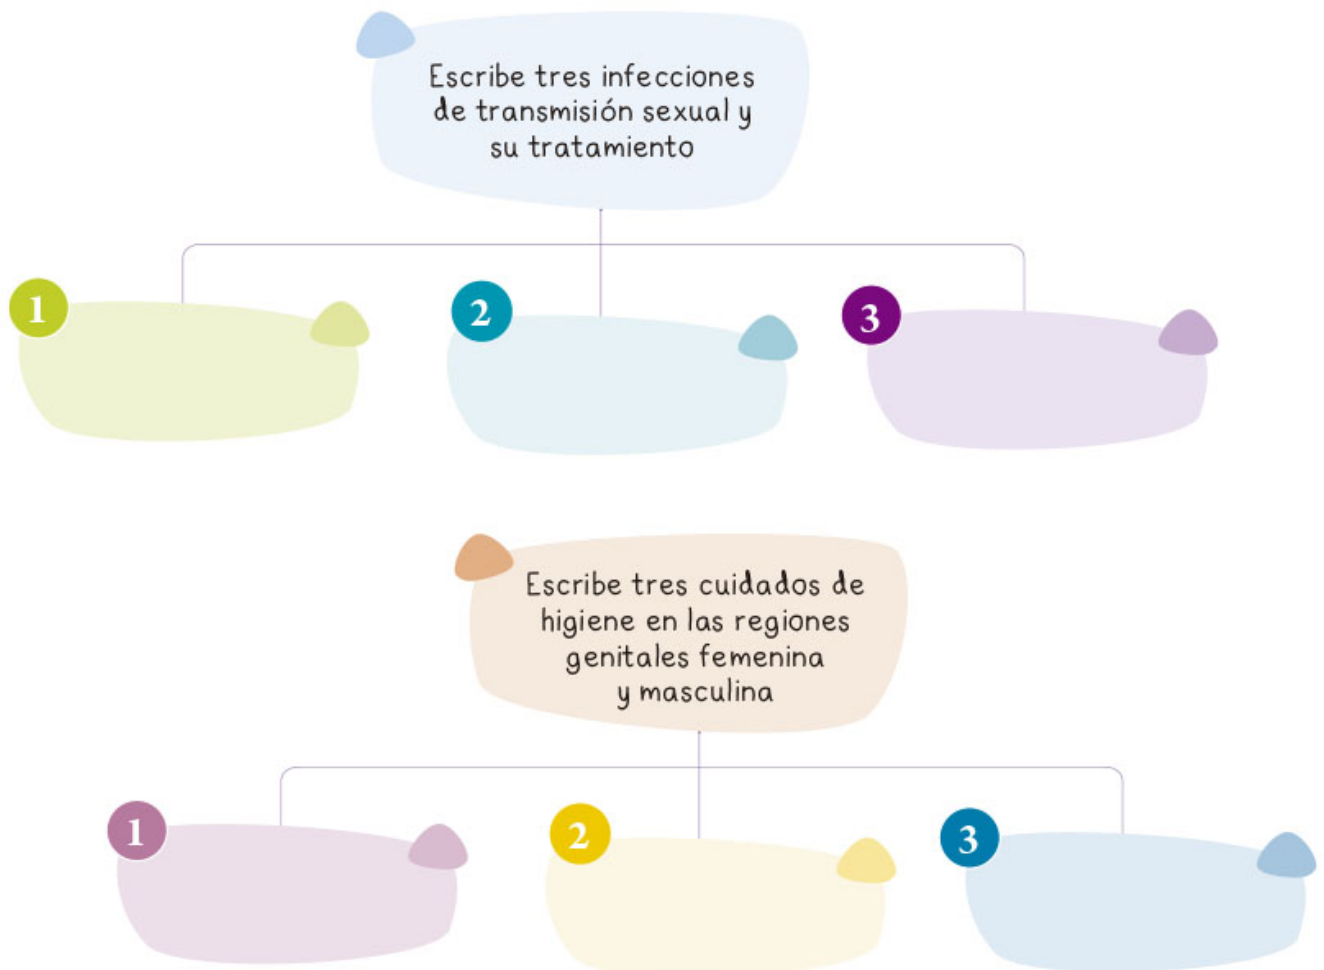 Escribe tres infecciones
de transmisión sexual y
su tratamiento
1
2
3
Escribe tres cuidados de
higiene en las regiones
genitales femenina
y masculina
1
2
3